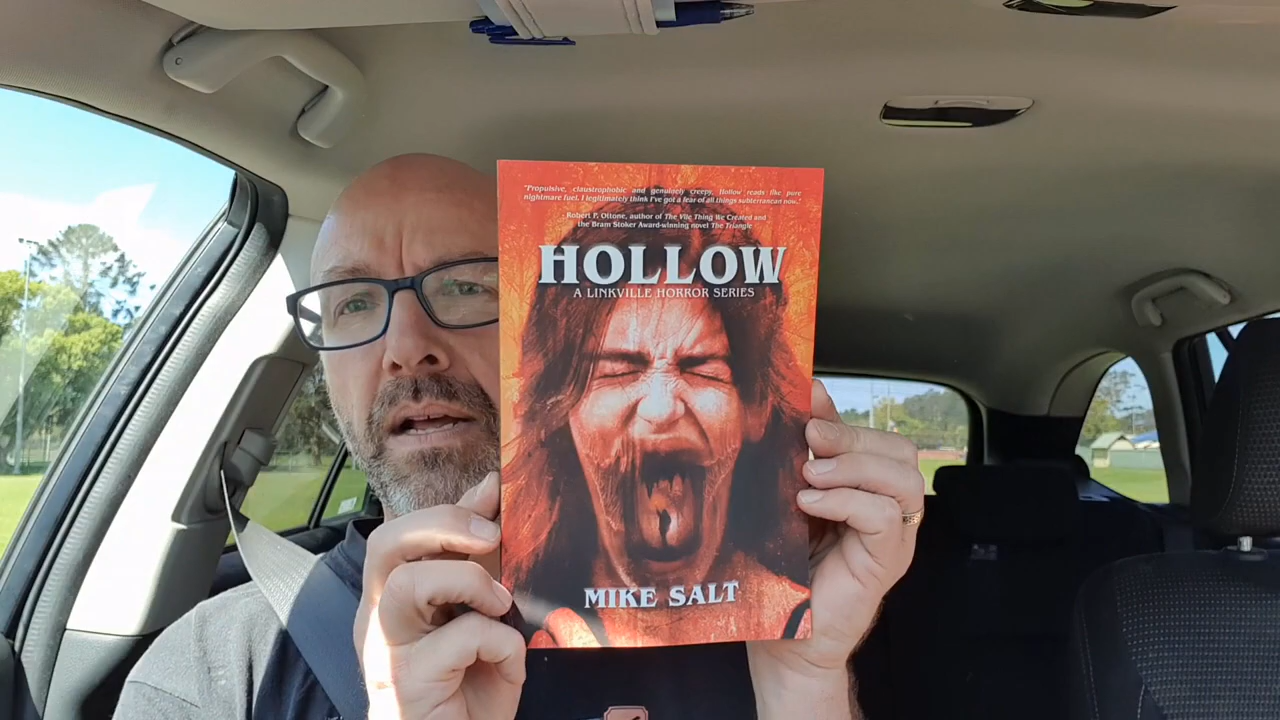 "Propulsive, claustrophobic and genuinely creepy, Hollow reads like pure
nightmare fuel. I legitimately think I've got a fear of all things subterranean now."
- Robert P. Ottone, author of The Vile Thing We Created and
the Bram Stoker Award-winning novel The Triangle
HOLLOW
A LINKVILLE HORROR SERIES
MIKE SALT